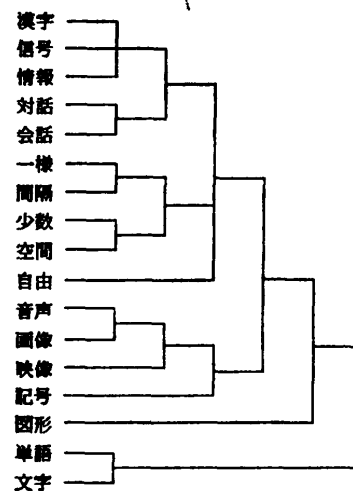 漢字
信号
情報
対話
会話
一様
間隔
少数
空間
自由
音声
画像
映像
記号
図形
単語
文字